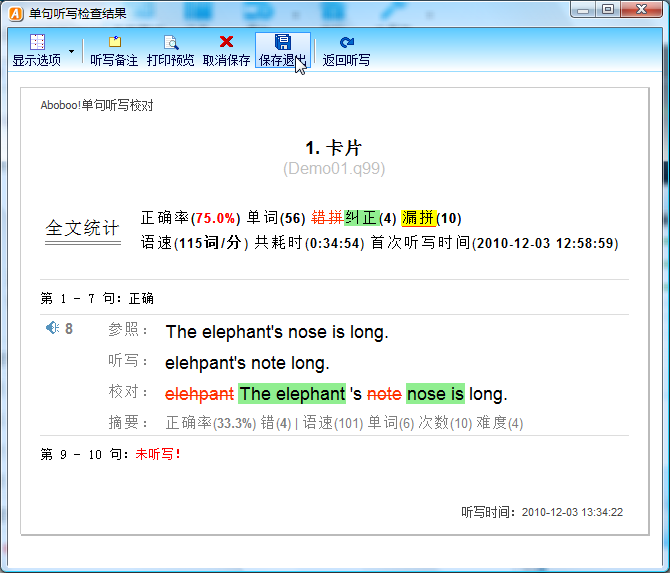 单句听写检查结果
显示选项 听写备注 打印预览 取消保存 保存退出 返回听写
Aboboo!单句听写校对
1. 卡片
(Demo01.q99)
全文统计
正确率(75.0%) 单词(56) 错拼纠正(4) 漏拼(10)
语速(115词/分) 共耗时(0:34:54) 首次听写时间(2010-12-03 12:58:59)
第 1 - 7 句：正确
8 参照： The elephant's nose is long.
听写： elehpant's note long.
校对： elehpant The elephant 's note nose is long.
摘要： 正确率(33.3%) 错(4) | 语速(101) 单词(6) 次数(10) 难度(4)
第 9 - 10 句：未听写！
听写时间：2010-12-03 13:34:22